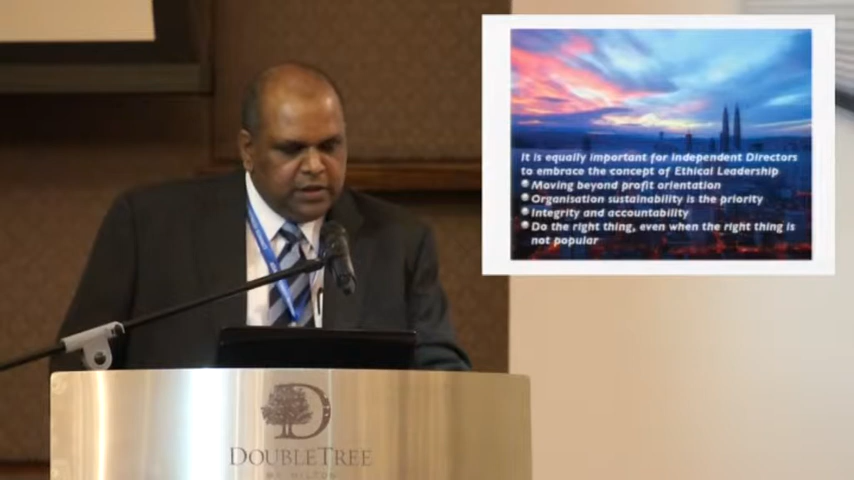 It is equally important for Independent Directors
to embrace the concept of Ethical Leadership
Moving beyond profit orientation
Organisation sustainability is the priority
Integrity and accountability
Do the right thing, even when the right thing is
not popular
D
DOUBLETREE
BY HILTON